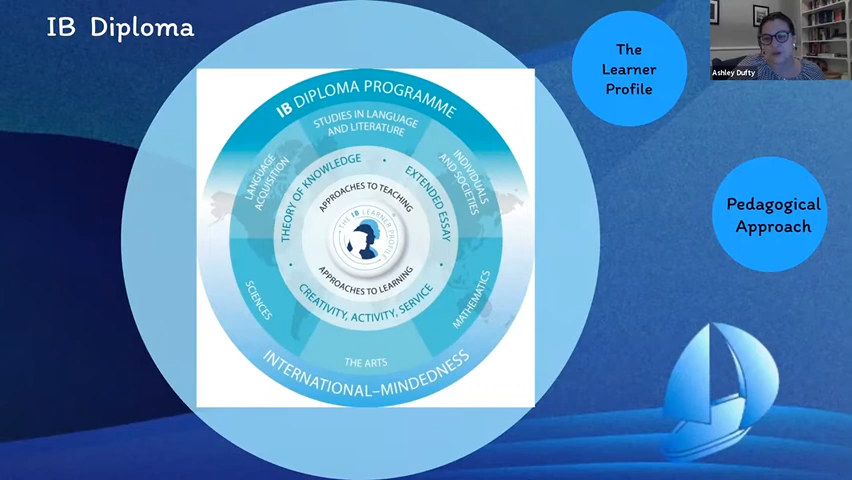 IB Diploma
The
Learner
Profile
Ashley Dufty
Pedagogical
Approach
IB DIPLOMA PROGRAMME
STUDIES IN LANGUAGE
AND LITERATURE
LANGUAGE
ACQUISITION
INDIVIDUALS
AND SOCIETIES
THEORY OF KNOWLEDGE
EXTENDED ESSAY
APPROACHES TO TEACHING
THE IB LEARNER PROFILE
APPROACHES TO LEARNING
CREATIVITY, ACTIVITY, SERVICE
SCIENCES
MATHEMATICS
THE ARTS
INTERNATIONAL–MINDEDNESS